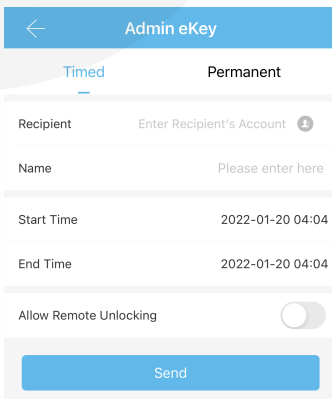 Admin eKey
Timed Permanent
Recipient Enter Recipient's Account
Name Please enter here
Start Time 2022-01-20 04:04
End Time 2022-01-20 04:04
Allow Remote Unlocking
Send